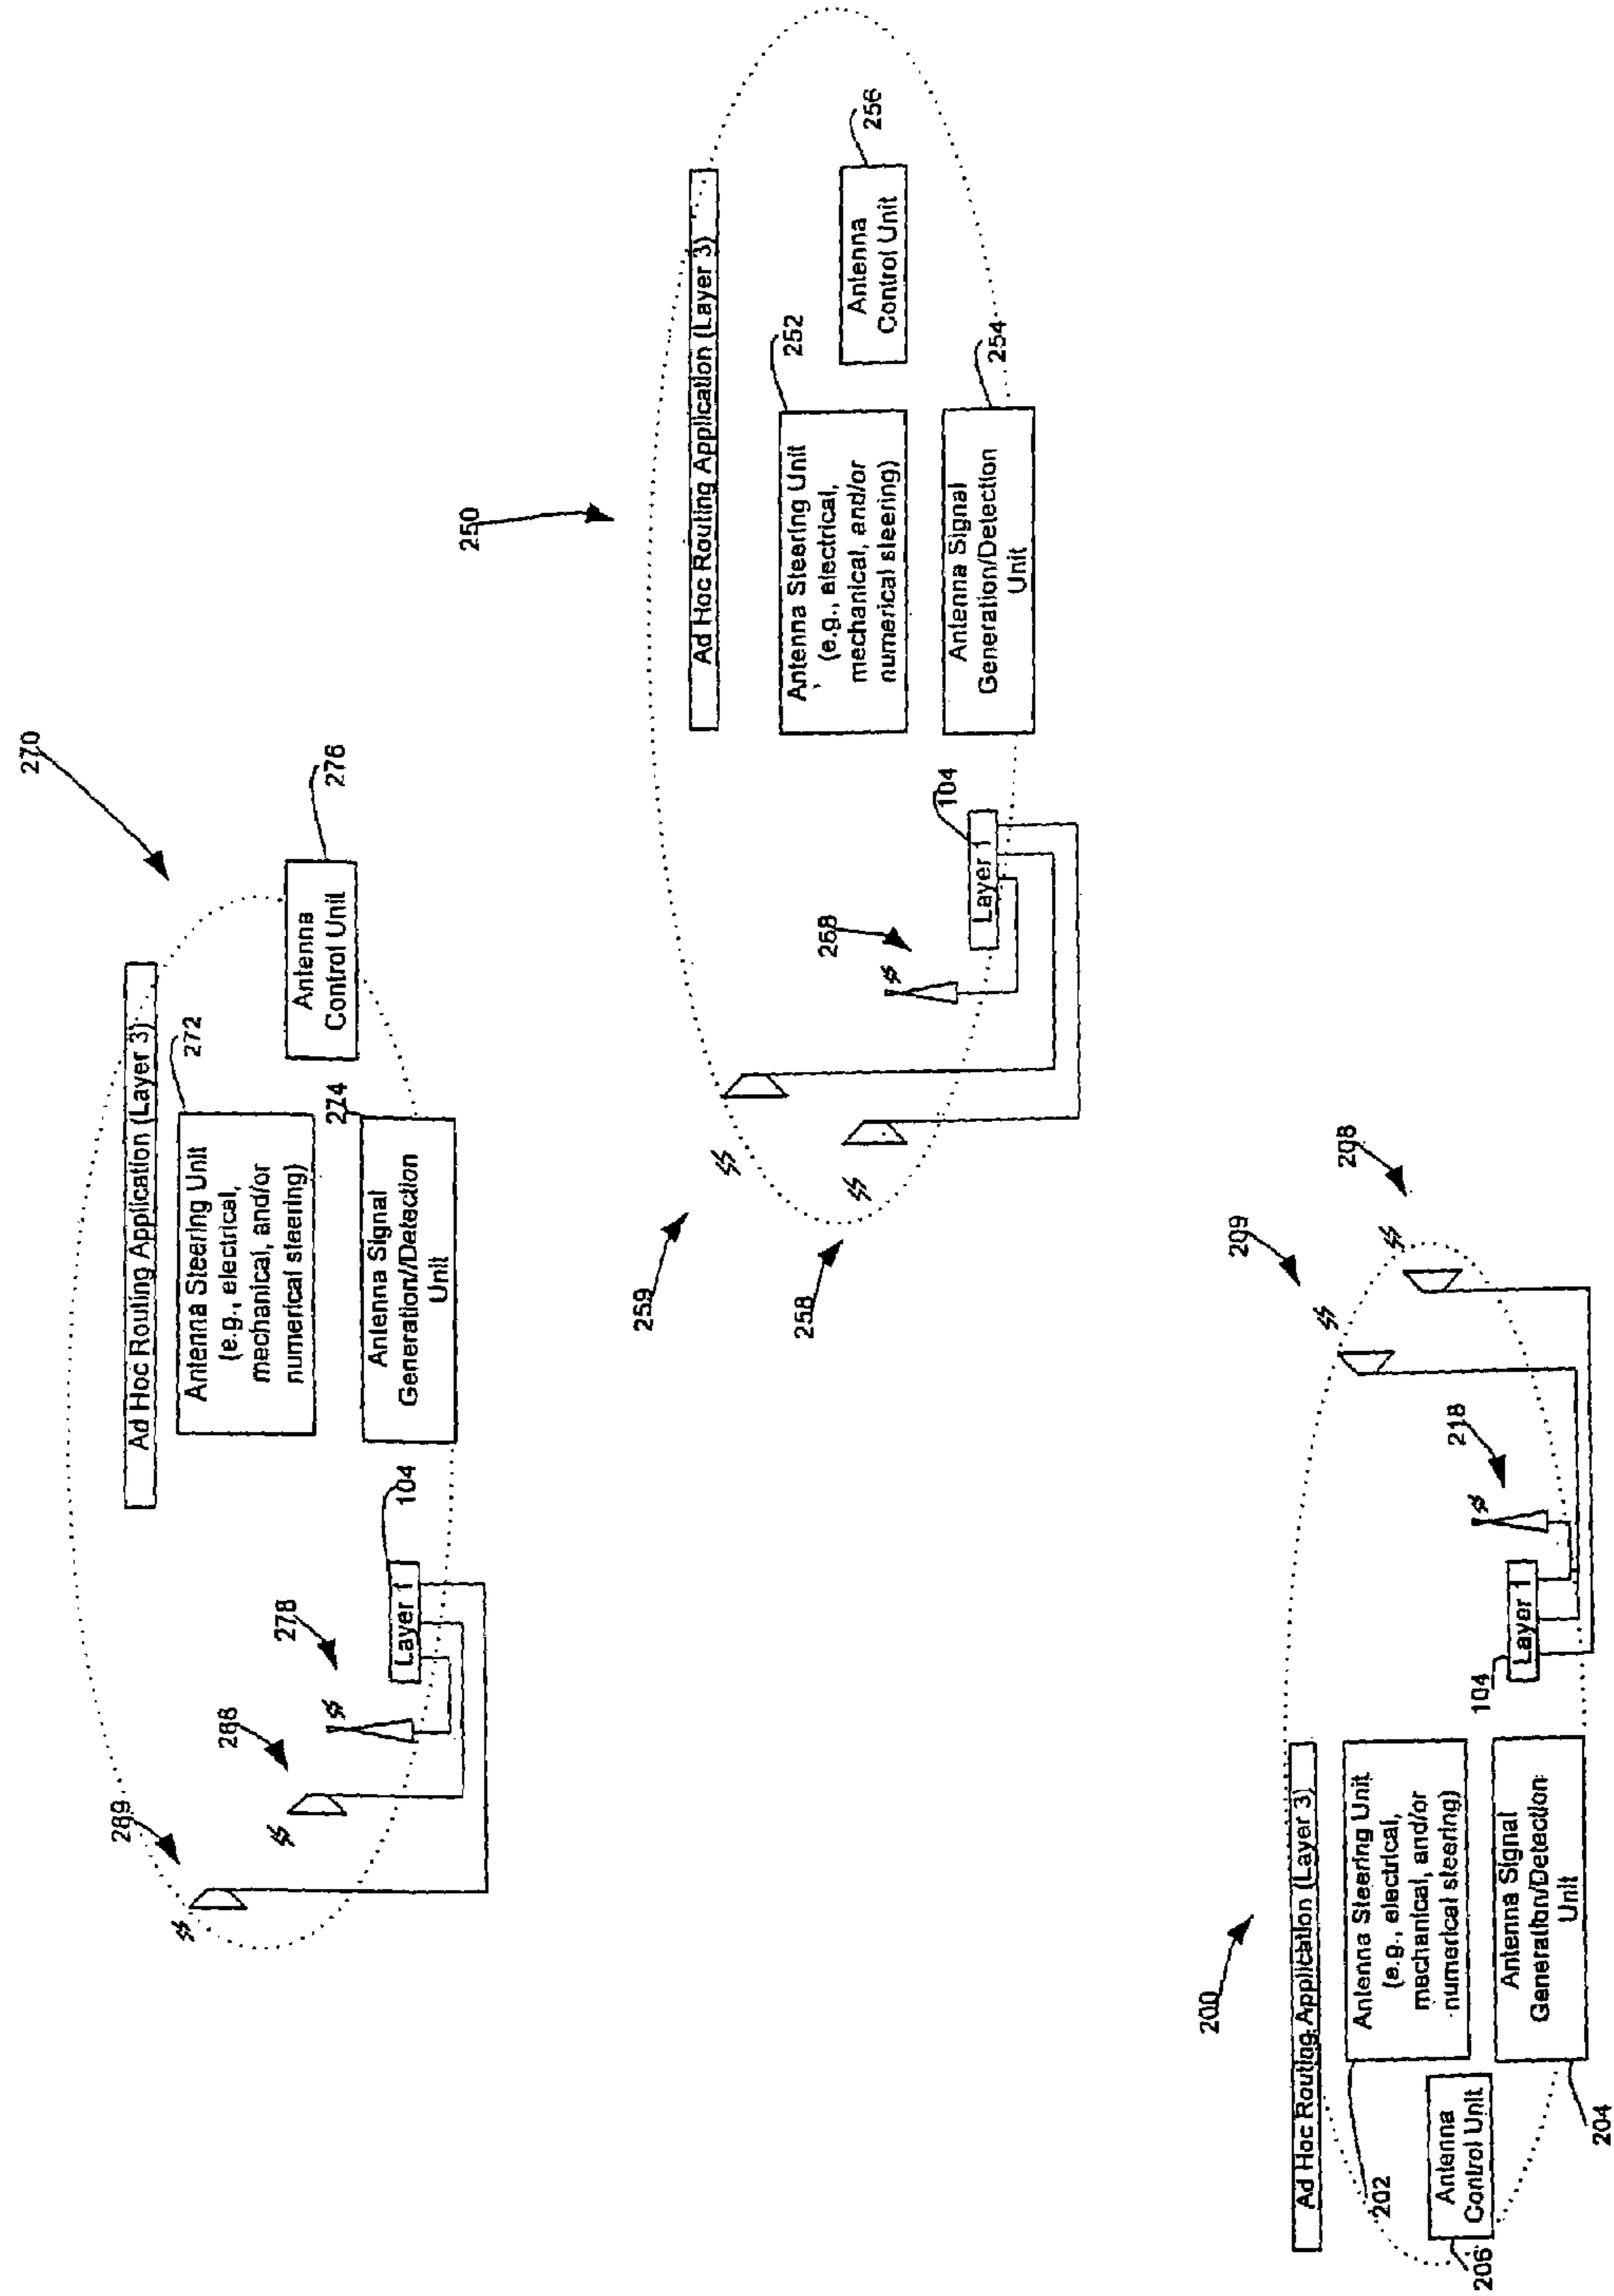 270
Ad Hoc Routing Application (Layer 3)
272
Antenna Steering Unit
(e.g., electrical,
mechanical, and/or
numerical steering)
276
Antenna
Control Unit
274
Antenna Signal
Generation//Detection
Unit
104
Layer 1
278
288
289
250
Ad Hoc Routing Application (Layer 3)
252
Antenna Steering Unit
(e.g., electrical,
mechanical, and/or
numerical steering)
256
Antenna
Control Unit
254
Antenna Signal
Generation/Detection
Unit
104
Layer 1
268
259
258
200
Ad Hoc Routing Application (Layer 3)
202
Antenna Steering Unit
(e.g., electrical,
mechanical, and/or
numerical steering)
206
Antenna
Control Unit
204
Antenna Signal
Generation/Detection
Unit
104
Layer 1
218
209
208